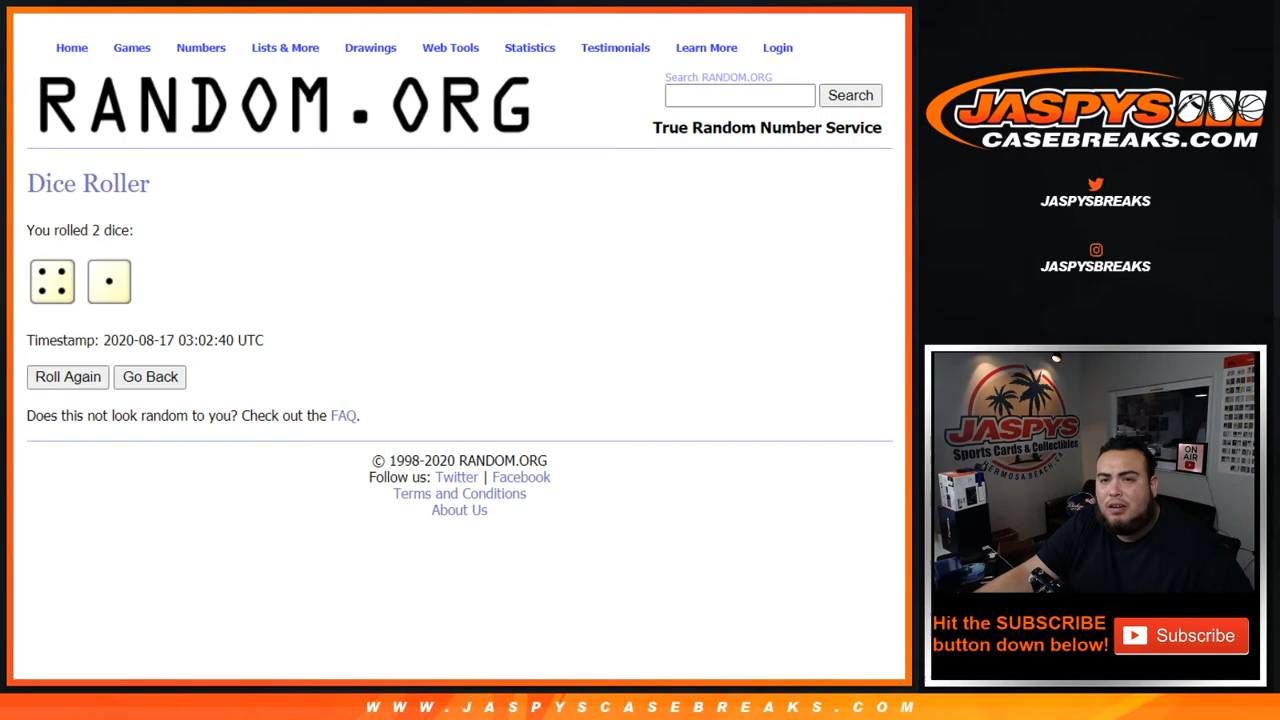 Home Games Numbers Lists & More Drawings Web Tools Statistics Testimonials Learn More Login
RANDOM.ORG
Search RANDOM.ORG
Search
True Random Number Service
Dice Roller
You rolled 2 dice:
Timestamp: 2020-08-17 03:02:40 UTC
Roll Again Go Back
Does this not look random to you? Check out the FAQ.
© 1998-2020 RANDOM.ORG
Follow us: Twitter | Facebook
Terms and Conditions
About Us
JASPYS
CASEBREAKS.COM
JASPYSBREAKS
JASPYSBREAKS
JASPYS
Sports Cards & Collectibles
HERMOSA BEACH, CA
ON
AIR
Hit the SUBSCRIBE
button down below!
Subscribe
WWW.JASPYSCASEBREAKS.COM